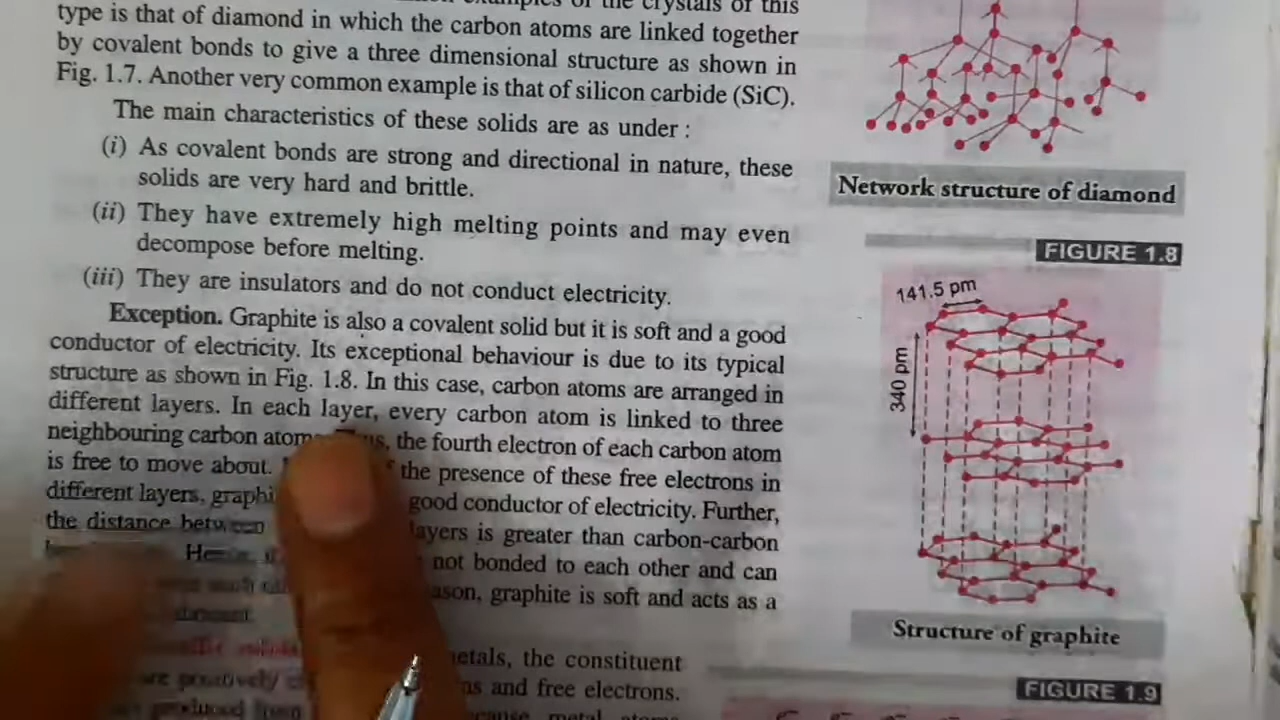 examples of the crystals of this
type is that of diamond in which the carbon atoms are linked together
by covalent bonds to give a three dimensional structure as shown in
Fig. 1.7. Another very common example is that of silicon carbide (SiC).
The main characteristics of these solids are as under :
(i) As covalent bonds are strong and directional in nature, these
solids are very hard and brittle.
(ii) They have extremely high melting points and may even
decompose before melting.
(iii) They are insulators and do not conduct electricity.
Exception. Graphite is also a covalent solid but it is soft and a good
conductor of electricity. Its exceptional behaviour is due to its typical
structure as shown in Fig. 1.8. In this case, carbon atoms are arranged in
different layers. In each layer, every carbon atom is linked to three
neighbouring carbon the fourth electron of each carbon atom
is free to move about. the presence of these free electrons in
different layers, good conductor of electricity. Further,
the distance between layers is greater than carbon-carbon
not bonded to each other and can
graphite is soft and acts as a
metals, the constituent
and free electrons.
Network structure of diamond
FIGURE 1.8
141.5 pm
340 pm
Structure of graphite
FIGURE 1.9